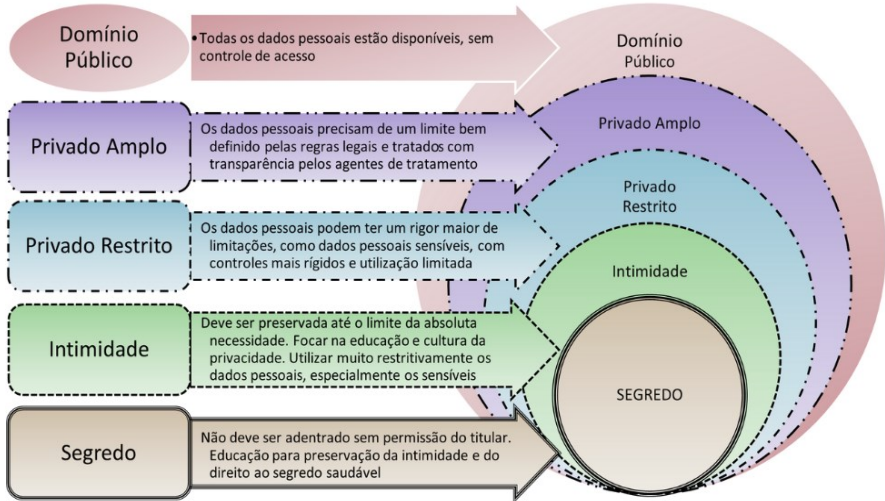 Domínio
Público
•Todas os dados pessoais estão disponíveis, sem
controle de acesso
Privado Amplo
Os dados pessoais precisam de um limite bem
definido pelas regras legais e tratados com
transparência pelos agentes de tratamento
Privado Restrito
Os dados pessoais podem ter um rigor maior de
limitações, como dados pessoais sensíveis, com
controles mais rígidos e utilização limitada
Intimidade
Deve ser preservada até o limite da absoluta
necessidade. Focar na educação e cultura da
privacidade. Utilizar muito restritivamente os
dados pessoais, especialmente os sensíveis
Segredo
Não deve ser adentrado sem permissão do titular.
Educação para preservação da intimidade e do
direito ao segredo saudável
Domínio
Público
Privado Amplo
Privado
Restrito
Intimidade
SEGREDO